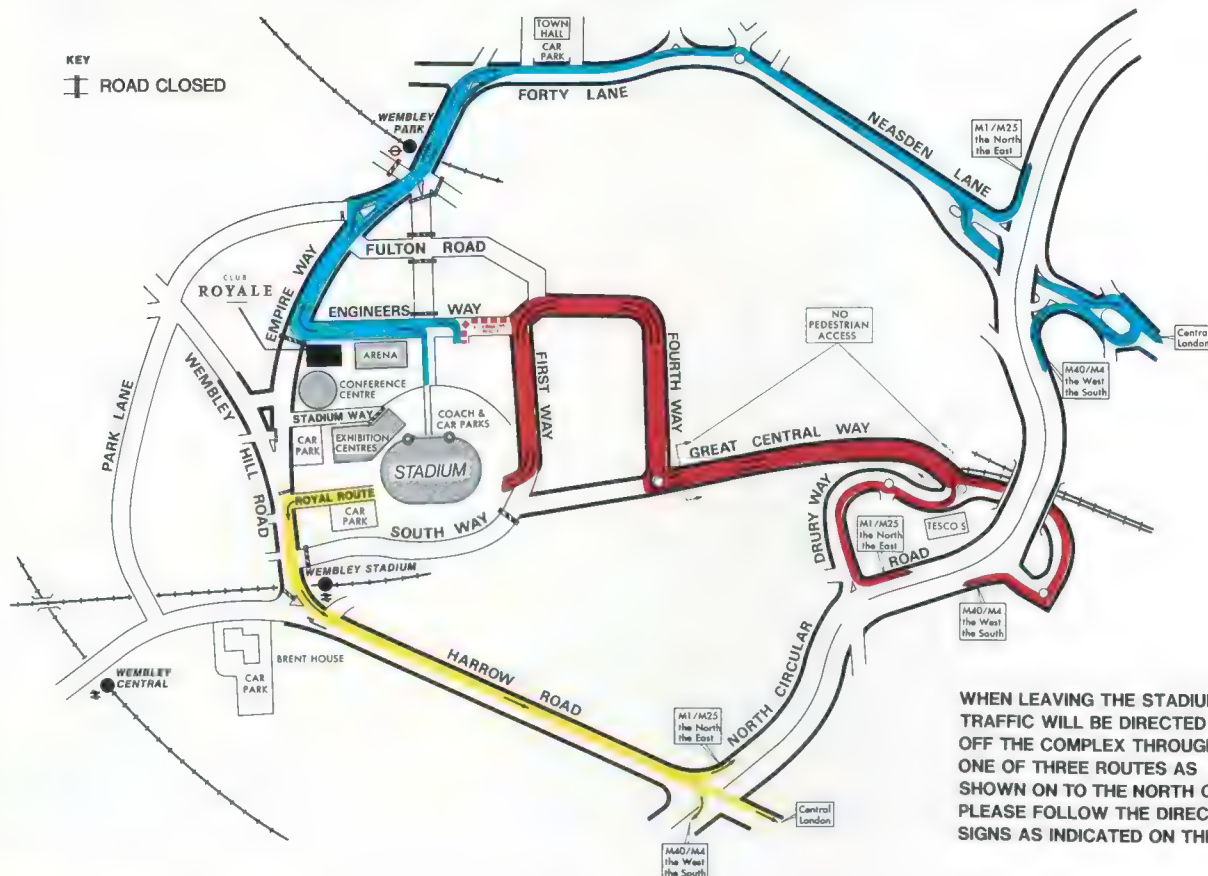 KEY
ROAD CLOSED
TOWN
HALL
CAR
PARK
FORTY LANE
WEMBLEY
PARK
NEASDEN LANE
M1/M25
the North
the East
FULTON ROAD
CLUB
ROYALE
EMPIRE WAY
ENGINEERS WAY
NO
PEDESTRIAN
ACCESS
Central
London
M40/M4
the West
the South
ARENA
CONFERENCE
CENTRE
FIRST WAY
FOURTH WAY
PARK LANE
WEMBLEY HILL ROAD
STADIUM WAY
CAR
PARK
EXHIBITION
CENTRES
COACH &
CAR PARKS
STADIUM
GREAT CENTRAL WAY
ROYAL ROUTE
CAR
PARK
SOUTH WAY
DRURY WAY
M1/M25
the North
the East
TESCO S
WEMBLEY STADIUM
M40/M4
the West
the South
NORTH CIRCULAR ROAD
BRENT HOUSE
CAR
PARK
WEMBLEY
CENTRAL
HARROW ROAD
M1/M25
the North
the East
Central
London
M40/M4
the West
the South
WHEN LEAVING THE STADIU
TRAFFIC WILL BE DIRECTED
OFF THE COMPLEX THROUG
ONE OF THREE ROUTES AS
SHOWN ON TO THE NORTH C
PLEASE FOLLOW THE DIREC
SIGNS AS INDICATED ON TH